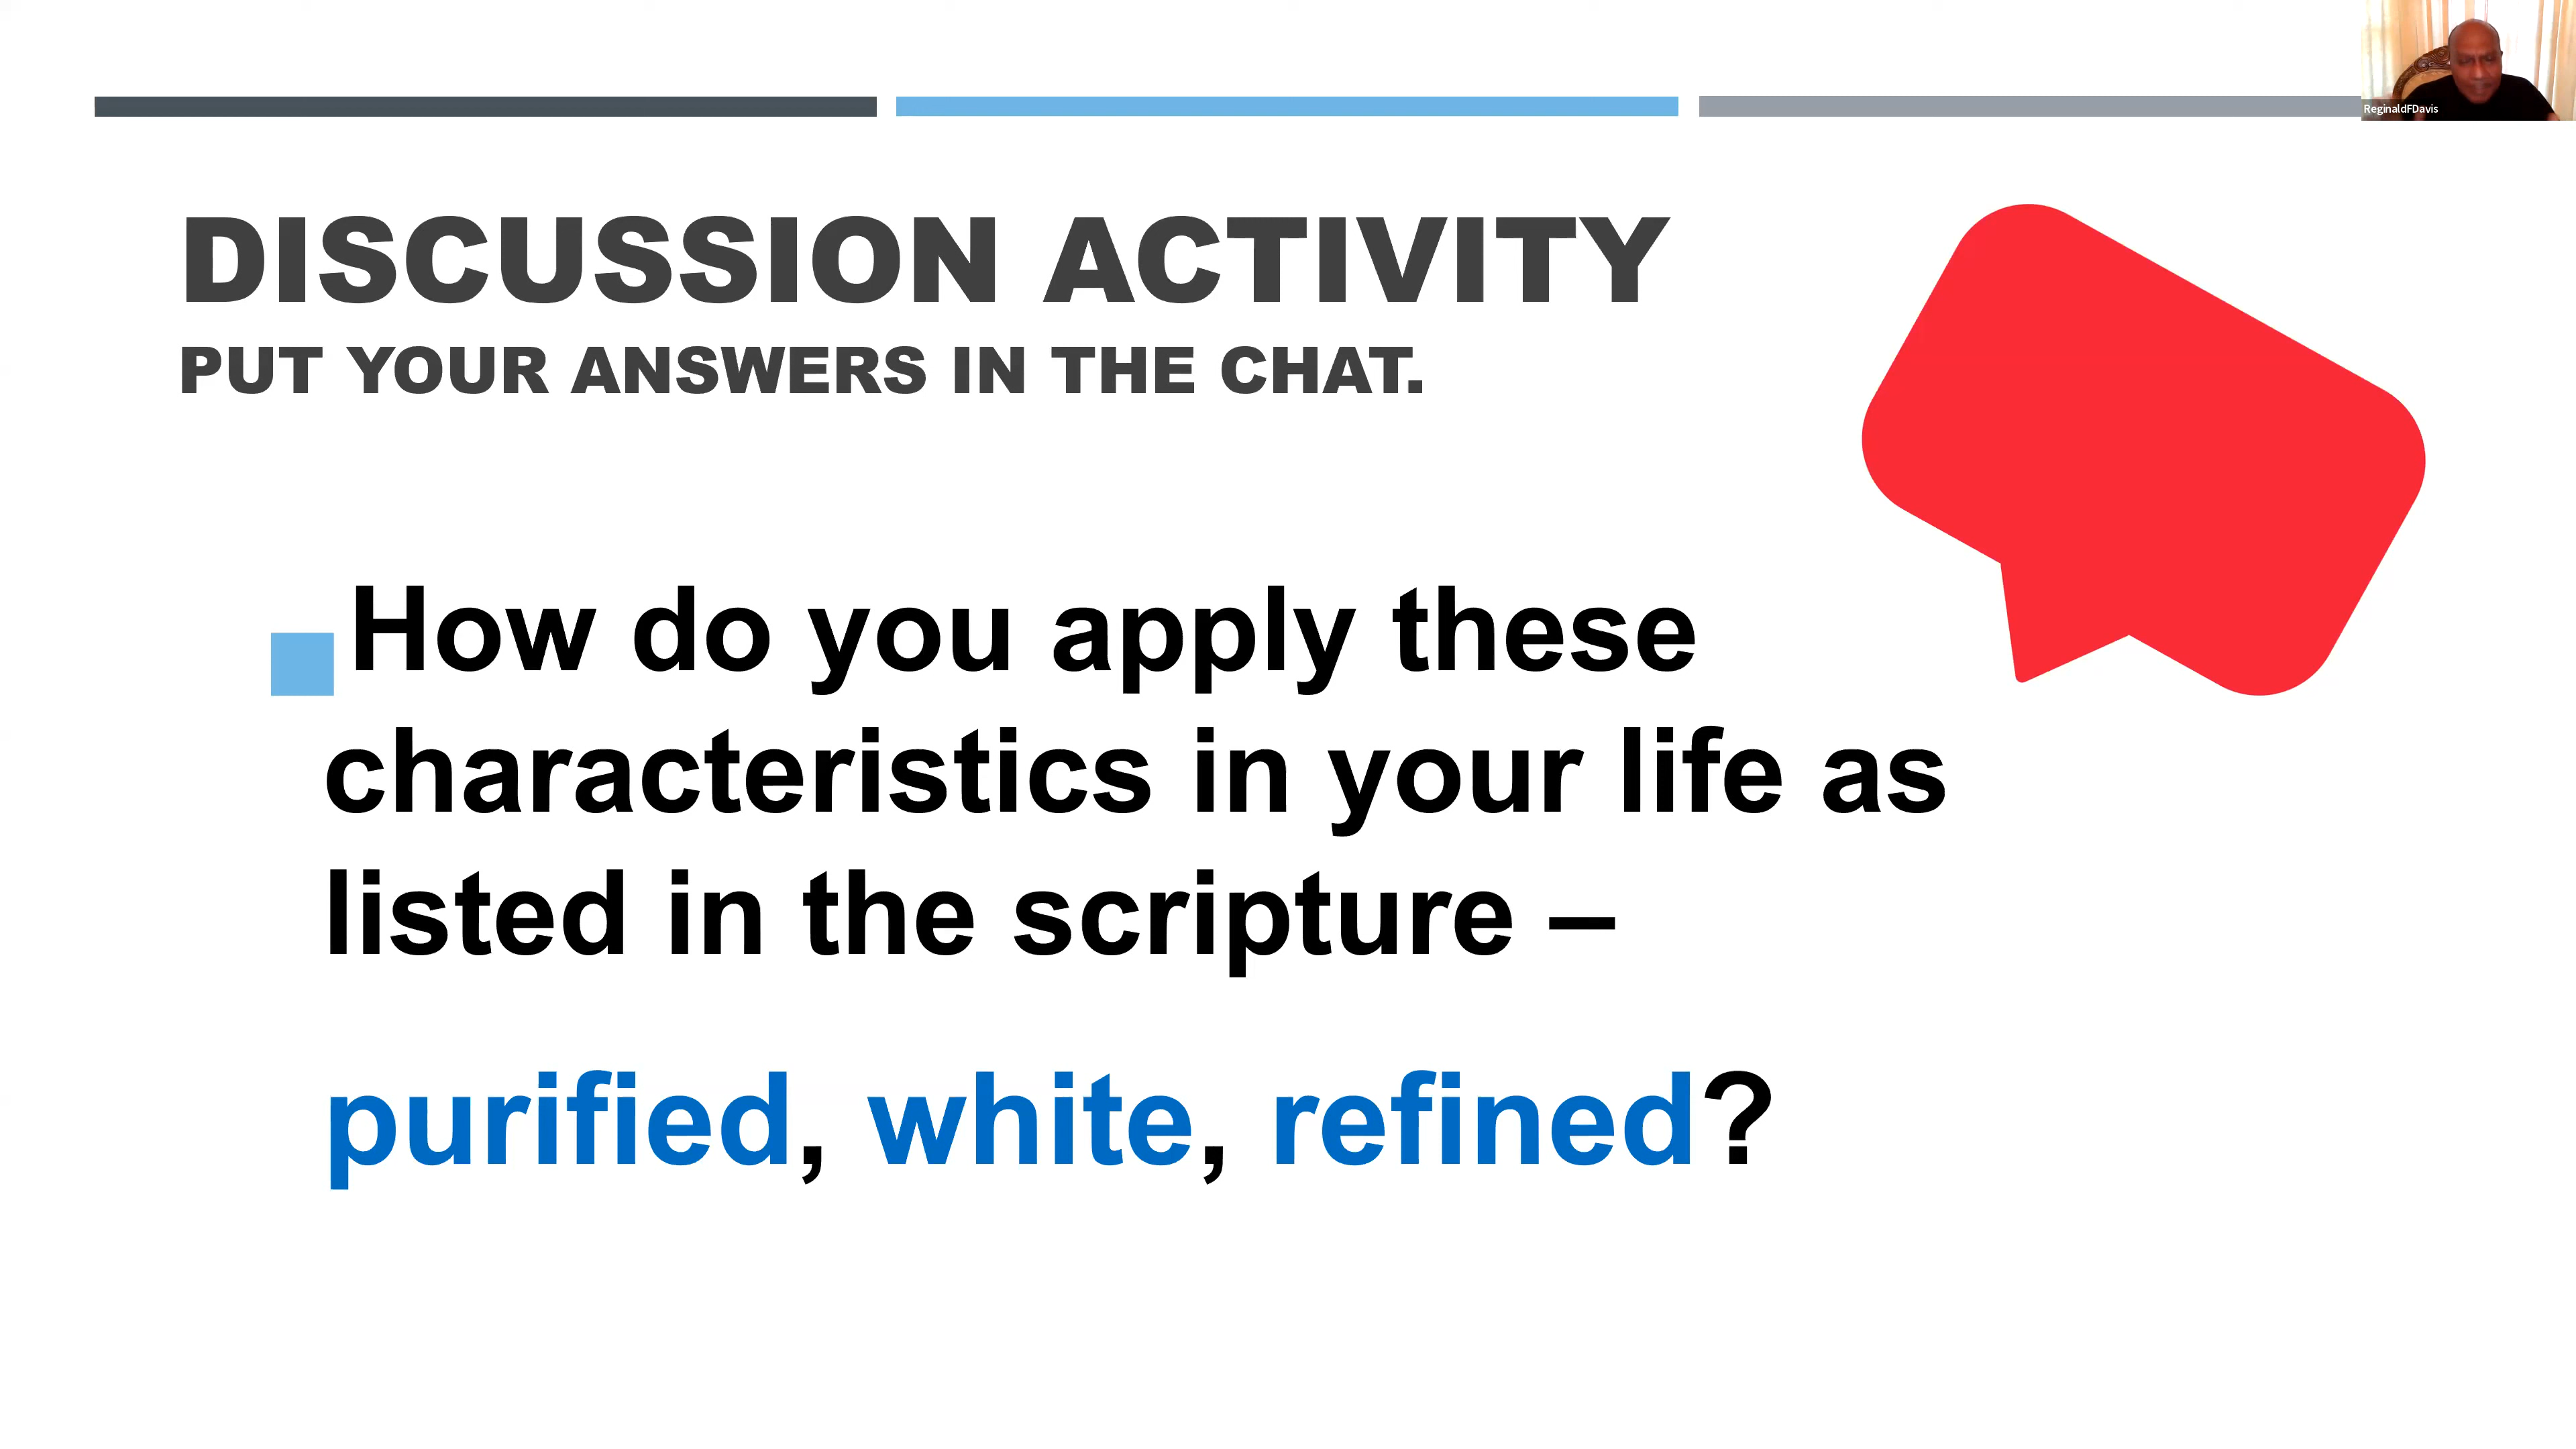 ReginaldFDavis
DISCUSSION ACTIVITY
PUT YOUR ANSWERS IN THE CHAT.
How do you apply these
characteristics in your life as
listed in the scripture –
purified, white, refined?